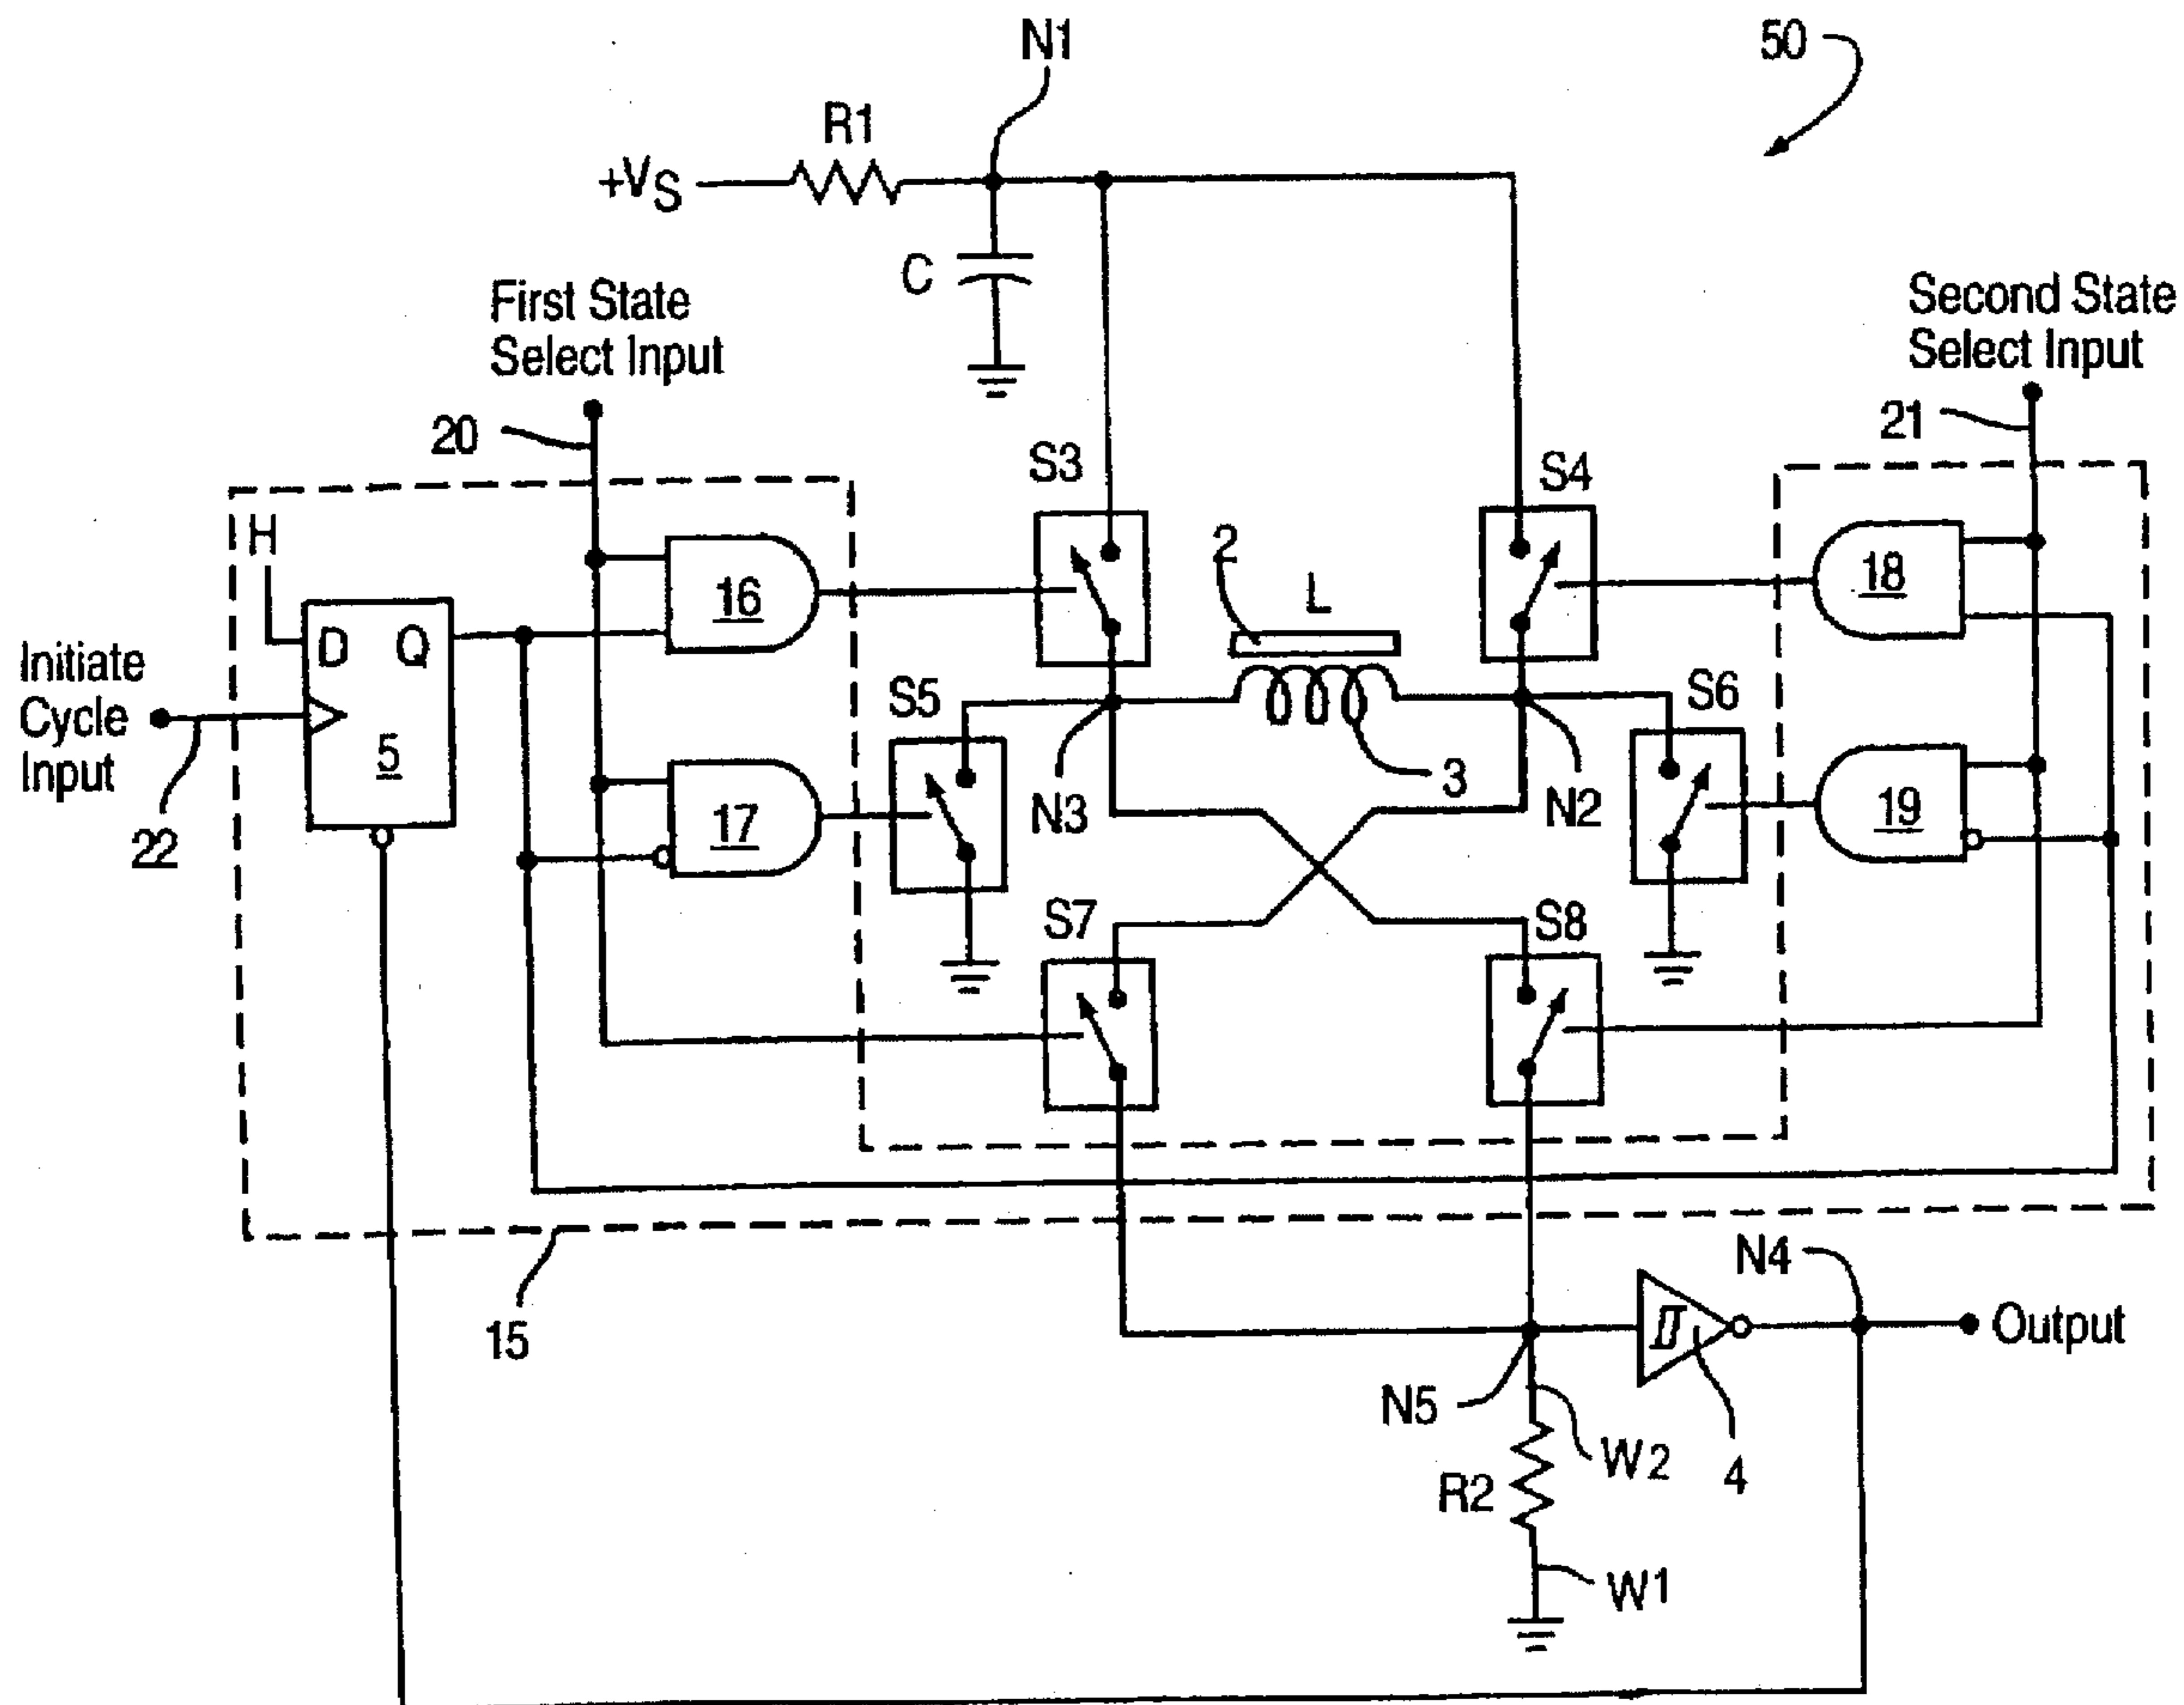 N1
50
R1
+VS
C
First State
Select Input
Second State
Select Input
20
21
S3
S4
H
2
L
16
18
D Q
Initiate
Cycle
Input
S5
S6
5
3
N3
N2
17
19
22
S7
S8
N4
15
Output
N5
W2
4
R2
W1